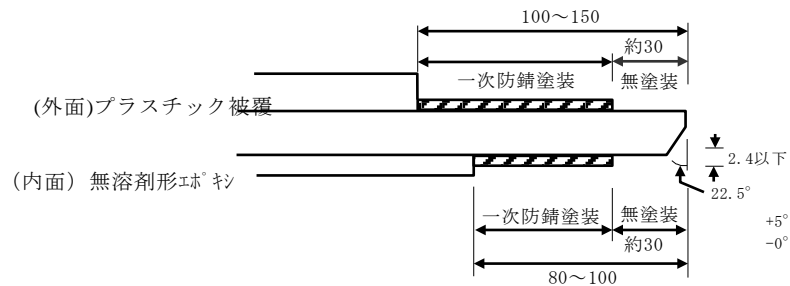 100～150
約30
一次防錆塗装
無塗装
(外面)プラスチック被覆
2.4以下
（内面）無溶剤形ｴﾎﾟｷｼ
22.5°
一次防錆塗装
無塗装
+5°
-0°
約30
80～100